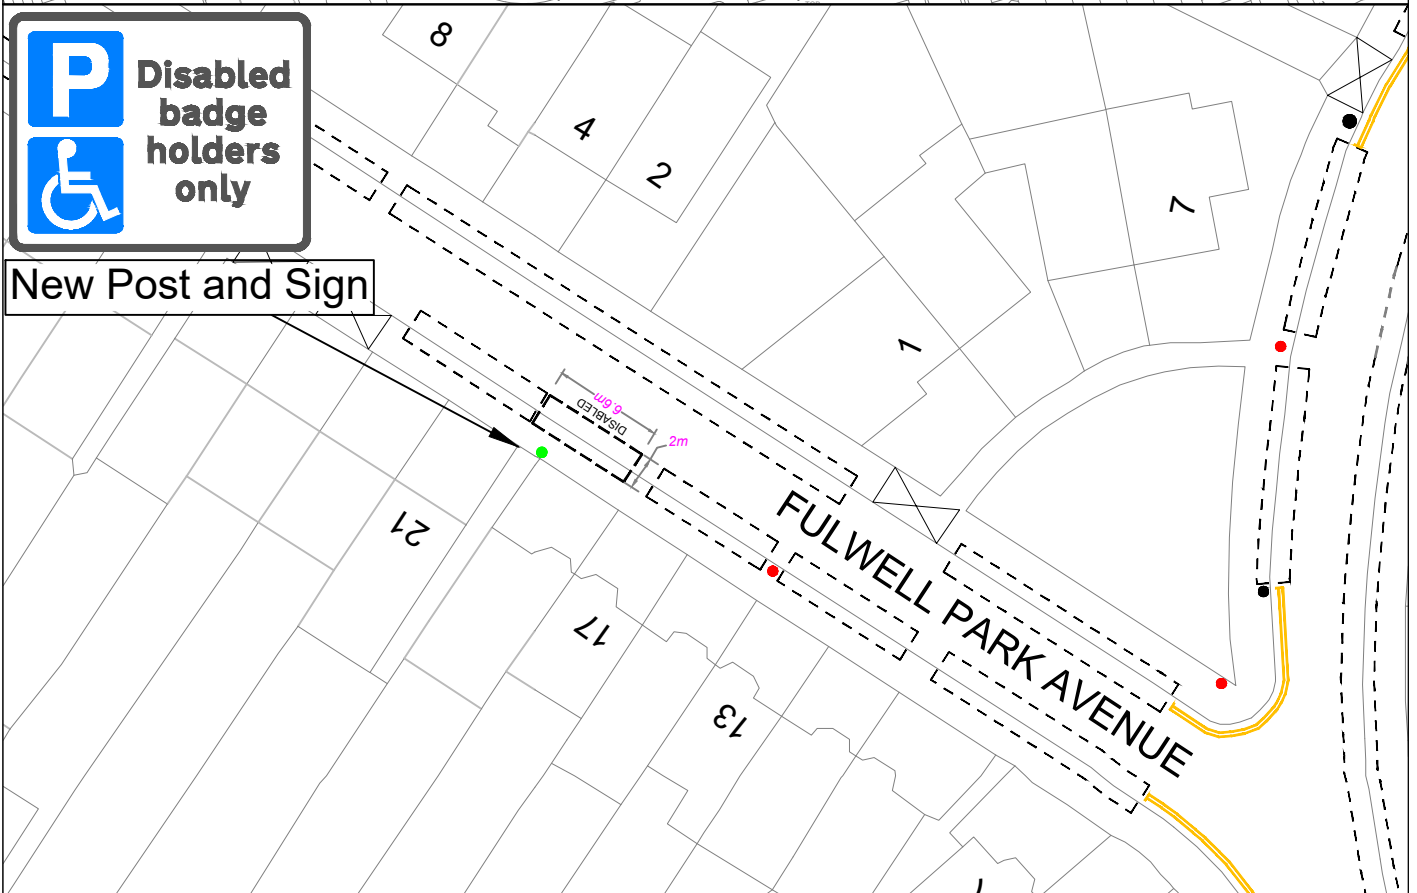 P
Disabled
badge
holders
only
New Post and Sign
8
4
2
7
1
6.6m
DISABLED
2m
21
17
13
FULWELL PARK AVENUE